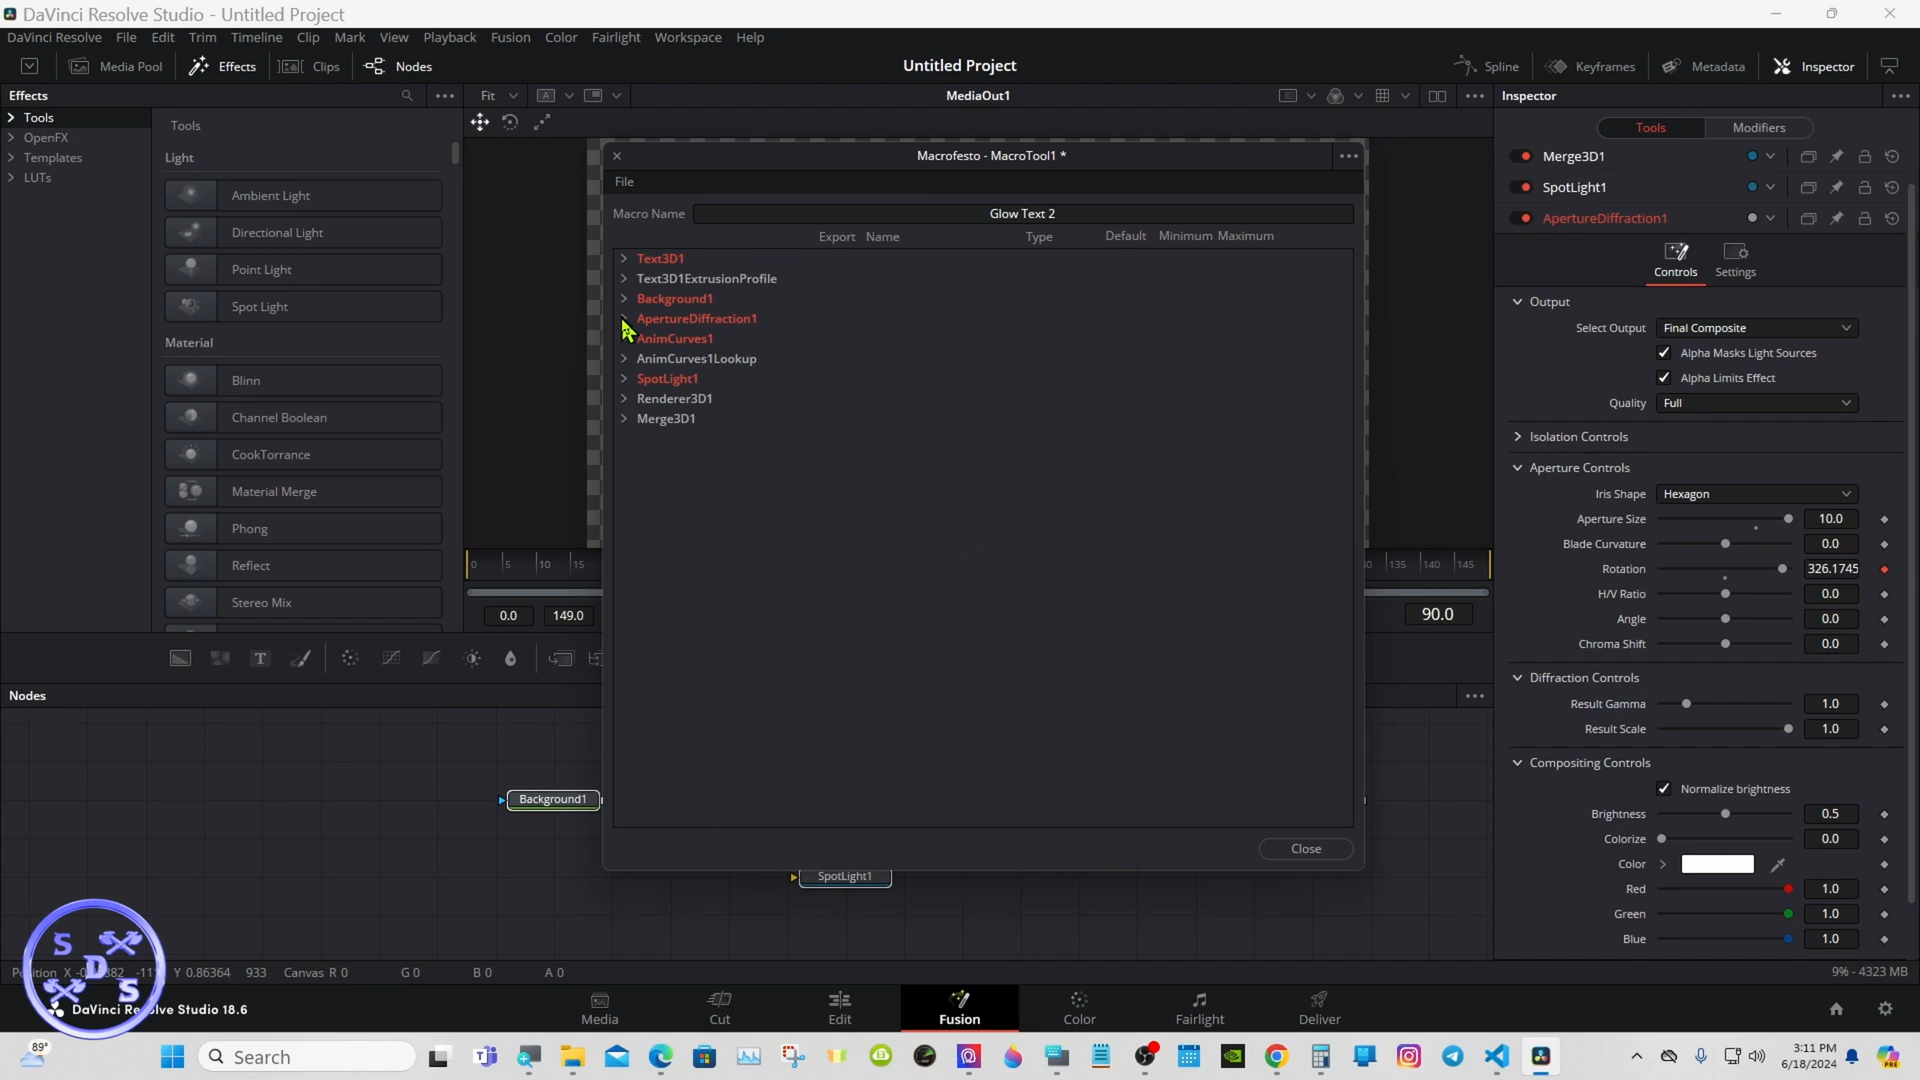 DaVinci Resolve Studio - Untitled Project
DaVinci Resolve File Edit Trim Timeline Clip Mark View Playback Fusion Color Fairlight Workspace Help
Media Pool Effects Clips Nodes
Untitled Project
Spline Keyframes Metadata Inspector
Effects
Fit
A
MediaOut1
Inspector
Tools
OpenFX
Templates
LUTs
Tools
Light
Ambient Light
Directional Light
Point Light
Spot Light
Material
Blinn
Channel Boolean
CookTorrance
Material Merge
Phong
Reflect
Stereo Mix
Macrofesto - MacroTool1 *
File
Macro Name Glow Text 2
Export Name Type Default Minimum Maximum
Text3D1
Text3D1ExtrusionProfile
Background1
ApertureDiffraction1
AnimCurves1
AnimCurves1Lookup
SpotLight1
Renderer3D1
Merge3D1
Close
0 5 10 15
135 140 145
0.0 149.0
90.0
T
Tools Modifiers
Merge3D1
SpotLight1
ApertureDiffraction1
Controls Settings
Output
Select Output Final Composite
Alpha Masks Light Sources
Alpha Limits Effect
Quality Full
Isolation Controls
Aperture Controls
Iris Shape Hexagon
Aperture Size 10.0
Blade Curvature 0.0
Rotation 326.1745
H/V Ratio 0.0
Angle 0.0
Chroma Shift 0.0
Diffraction Controls
Result Gamma 1.0
Result Scale 1.0
Compositing Controls
Normalize brightness
Brightness 0.5
Colorize 0.0
Color
Red 1.0
Green 1.0
Blue 1.0
Nodes
Background1
SpotLight1
Y 0.86364 933 Canvas R 0 G 0 B 0 A 0
9% - 4323 MB
S
D
S
DaVinci Re lve Studio 18.6
Media Cut Edit Fusion Color Fairlight Deliver
89°
Search
3:11 PM
6/18/2024
PRE